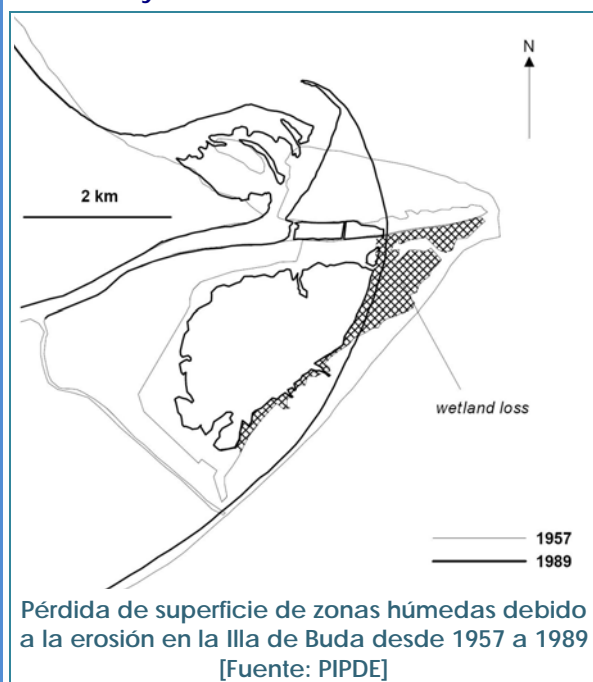 N
2 km
wetland loss
1957
1989
Pérdida de superficie de zonas húmedas debido
a la erosión en la Illa de Buda desde 1957 a 1989
[Fuente: PIPDE]